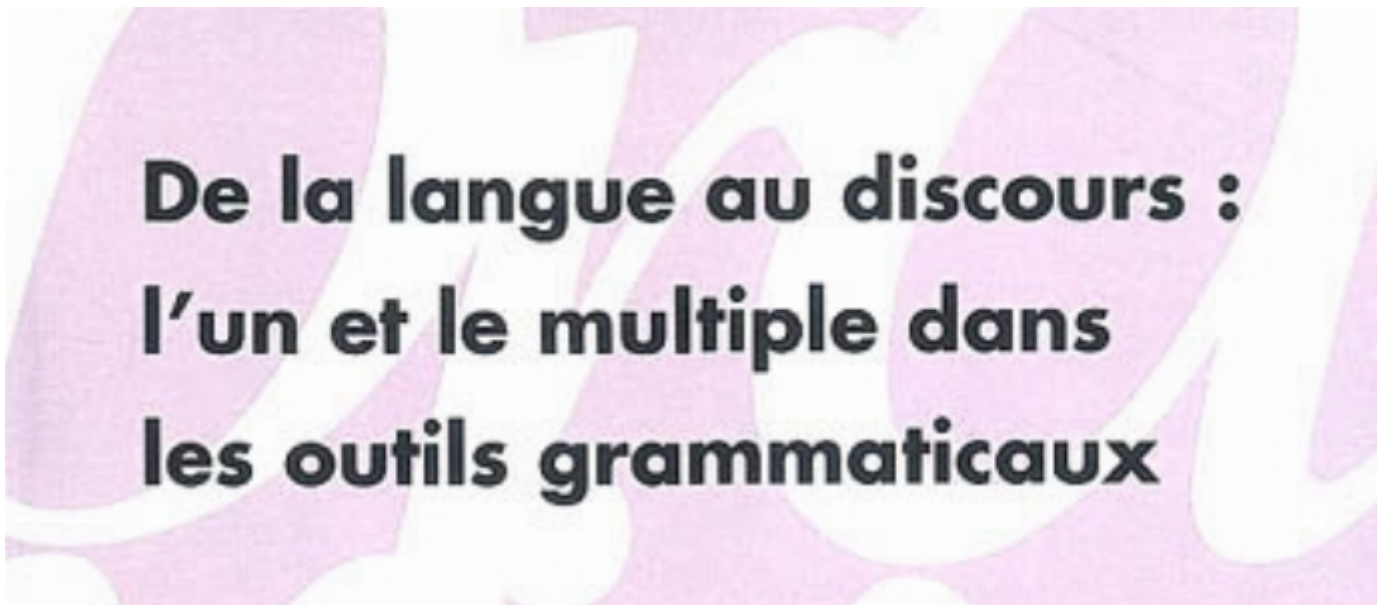 De la langue au discours :
l'un et le multiple dans
les outils grammaticaux